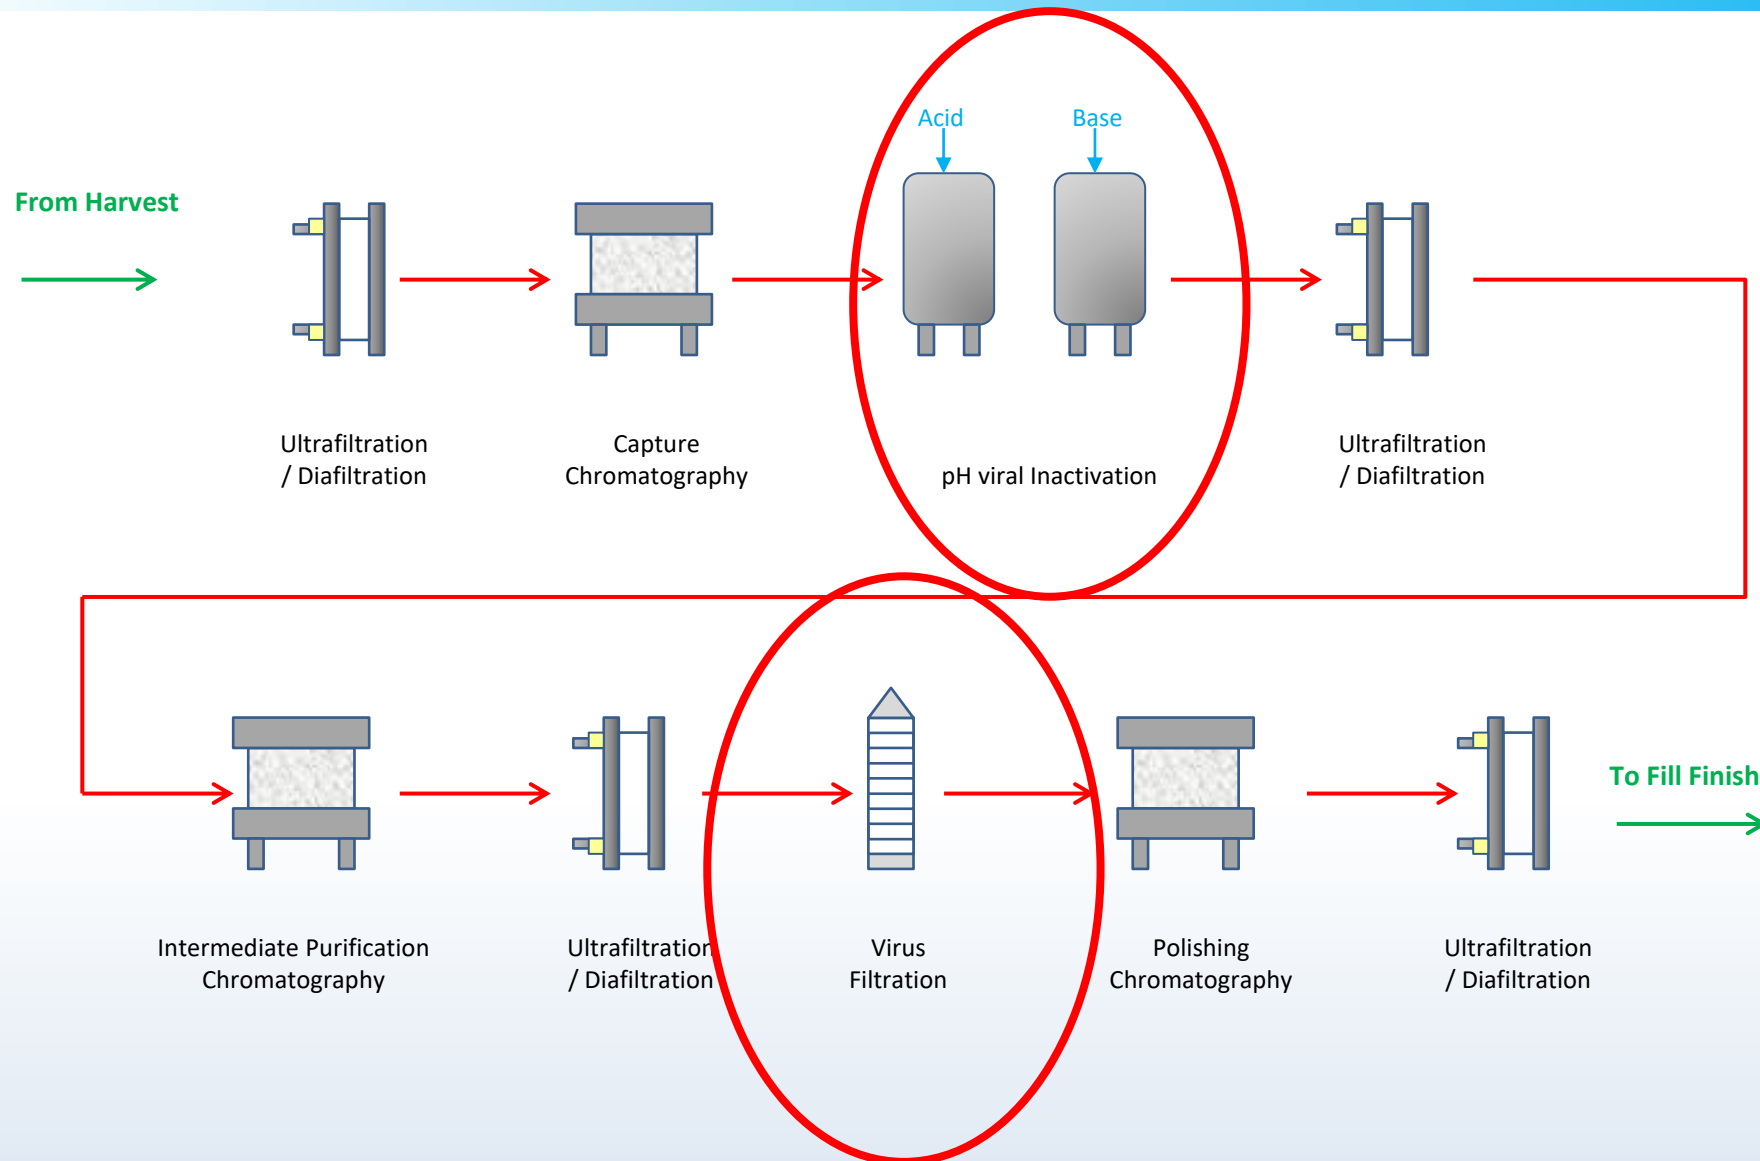 Acid
Base
From Harvest
Ultrafiltration
/ Diafiltration
Capture
Chromatography
pH viral Inactivation
Ultrafiltration
/ Diafiltration
To Fill Finish
Intermediate Purification
Chromatography
Ultrafiltration
/ Diafiltration
Virus
Filtration
Polishing
Chromatography
Ultrafiltration
/ Diafiltration